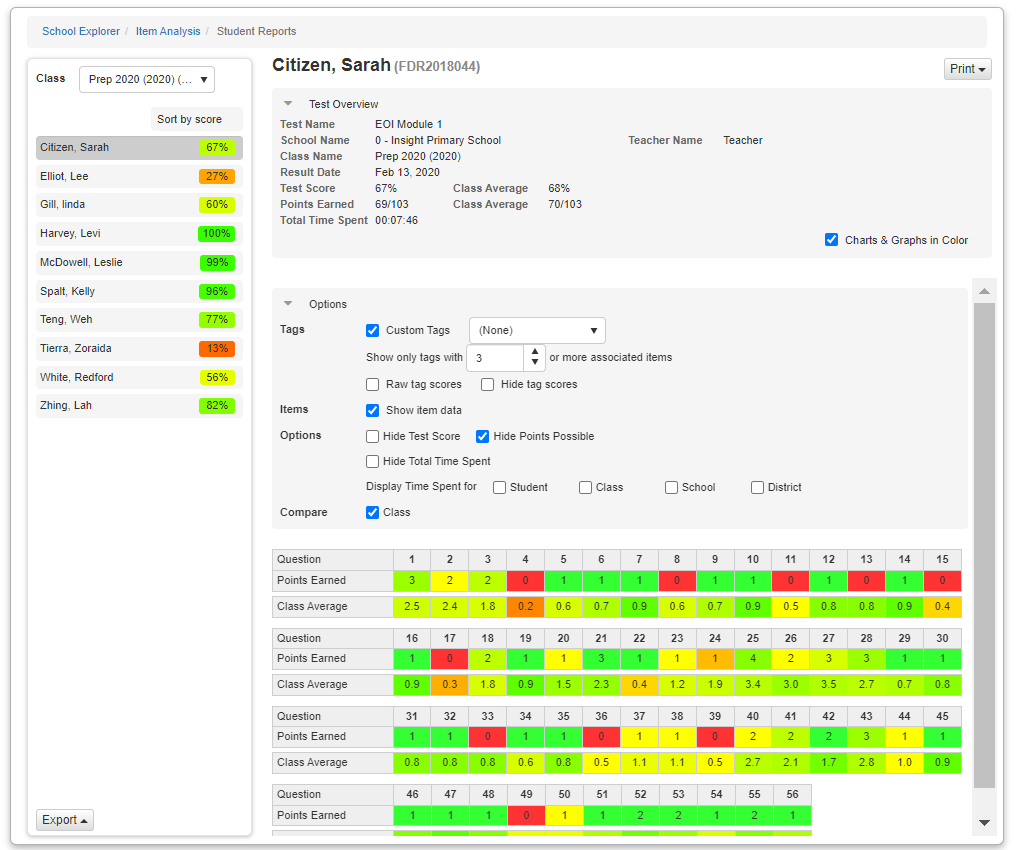 School Explorer / Item Analysis / Student Reports
Class Prep 2020 (2020) (...
Sort by score
Citizen, Sarah 67%
Elliot, Lee 27%
Gill, linda 60%
Harvey, Levi 100%
McDowell, Leslie 99%
Spalt, Kelly 96%
Teng, Weh 77%
Tierra, Zoraida 13%
White, Redford 56%
Zhing, Lah 82%
Export
Citizen, Sarah (FDR2018044)
Print
Test Overview
Test Name EOI Module 1
School Name 0 - Insight Primary School Teacher Name Teacher
Class Name Prep 2020 (2020)
Result Date Feb 13, 2020
Test Score 67% Class Average 68%
Points Earned 69/103 Class Average 70/103
Total Time Spent 00:07:46
Charts & Graphs in Color
Options
Tags Custom Tags (None)
Show only tags with 3 or more associated items
Raw tag scores Hide tag scores
Items Show item data
Options Hide Test Score Hide Points Possible
Hide Total Time Spent
Display Time Spent for Student Class School District
Compare Class
Question 1 2 3 4 5 6 7 8 9 10 11 12 13 14 15
Points Earned 3 2 2 0 1 1 1 0 1 1 0 1 0 1 0
Class Average 2.5 2.4 1.8 0.2 0.6 0.7 0.9 0.6 0.7 0.9 0.5 0.8 0.8 0.9 0.4
Question 16 17 18 19 20 21 22 23 24 25 26 27 28 29 30
Points Earned 1 0 2 1 1 3 1 1 1 4 2 3 3 1 1
Class Average 0.9 0.3 1.8 0.9 1.5 2.3 0.4 1.2 1.9 3.4 3.0 3.5 2.7 0.7 0.8
Question 31 32 33 34 35 36 37 38 39 40 41 42 43 44 45
Points Earned 1 1 0 1 1 0 1 1 0 2 2 2 3 1 1
Class Average 0.8 0.8 0.8 0.6 0.8 0.5 1.1 1.1 0.5 2.7 2.1 1.7 2.8 1.0 0.9
Question 46 47 48 49 50 51 52 53 54 55 56
Points Earned 1 1 1 0 1 1 2 2 1 2 1